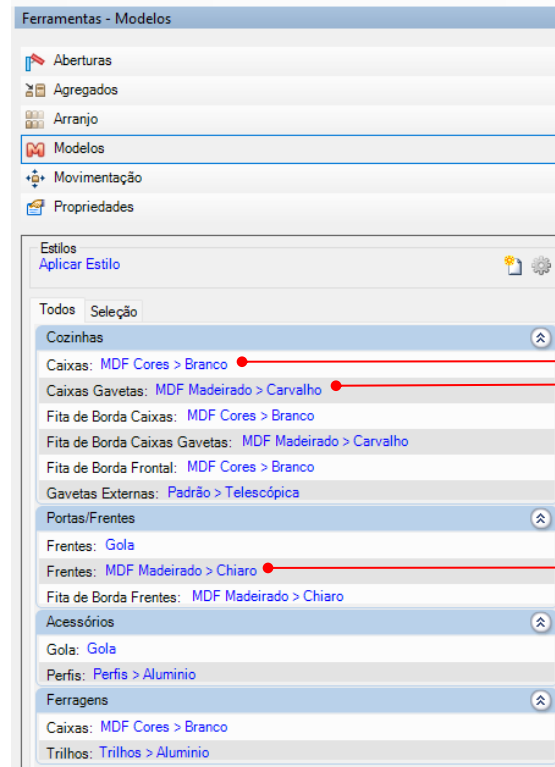 Ferramentas - Modelos
Aberturas
Agregados
Arranjo
Modelos
Movimentação
Propriedades
Estilos
Aplicar Estilo
Todos Seleção
Cozinhas
Caixas: MDF Cores > Branco
Caixas Gavetas: MDF Madeirado > Carvalho
Fita de Borda Caixas: MDF Cores > Branco
Fita de Borda Caixas Gavetas: MDF Madeirado > Carvalho
Fita de Borda Frontal: MDF Cores > Branco
Gavetas Externas: Padrão > Telescópica
Portas/Frentes
Frentes: Gola
Frentes: MDF Madeirado > Chiaro
Fita de Borda Frentes: MDF Madeirado > Chiaro
Acessórios
Gola: Gola
Perfis: Perfis > Aluminio
Ferragens
Caixas: MDF Cores > Branco
Trilhos: Trilhos > Aluminio